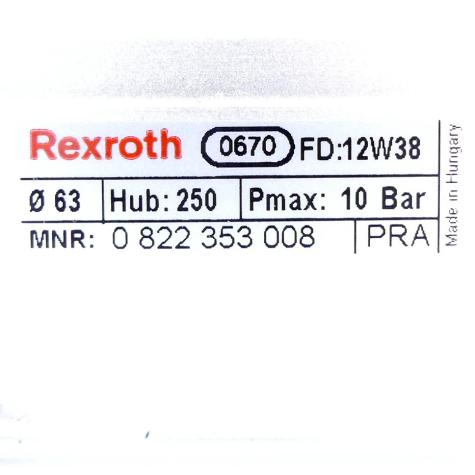 Rexroth 0670 FD:12W38
Ø 63 Hub: 250 Pmax: 10 Bar
MNR: 0 822 353 008 PRA
Made in Hungary